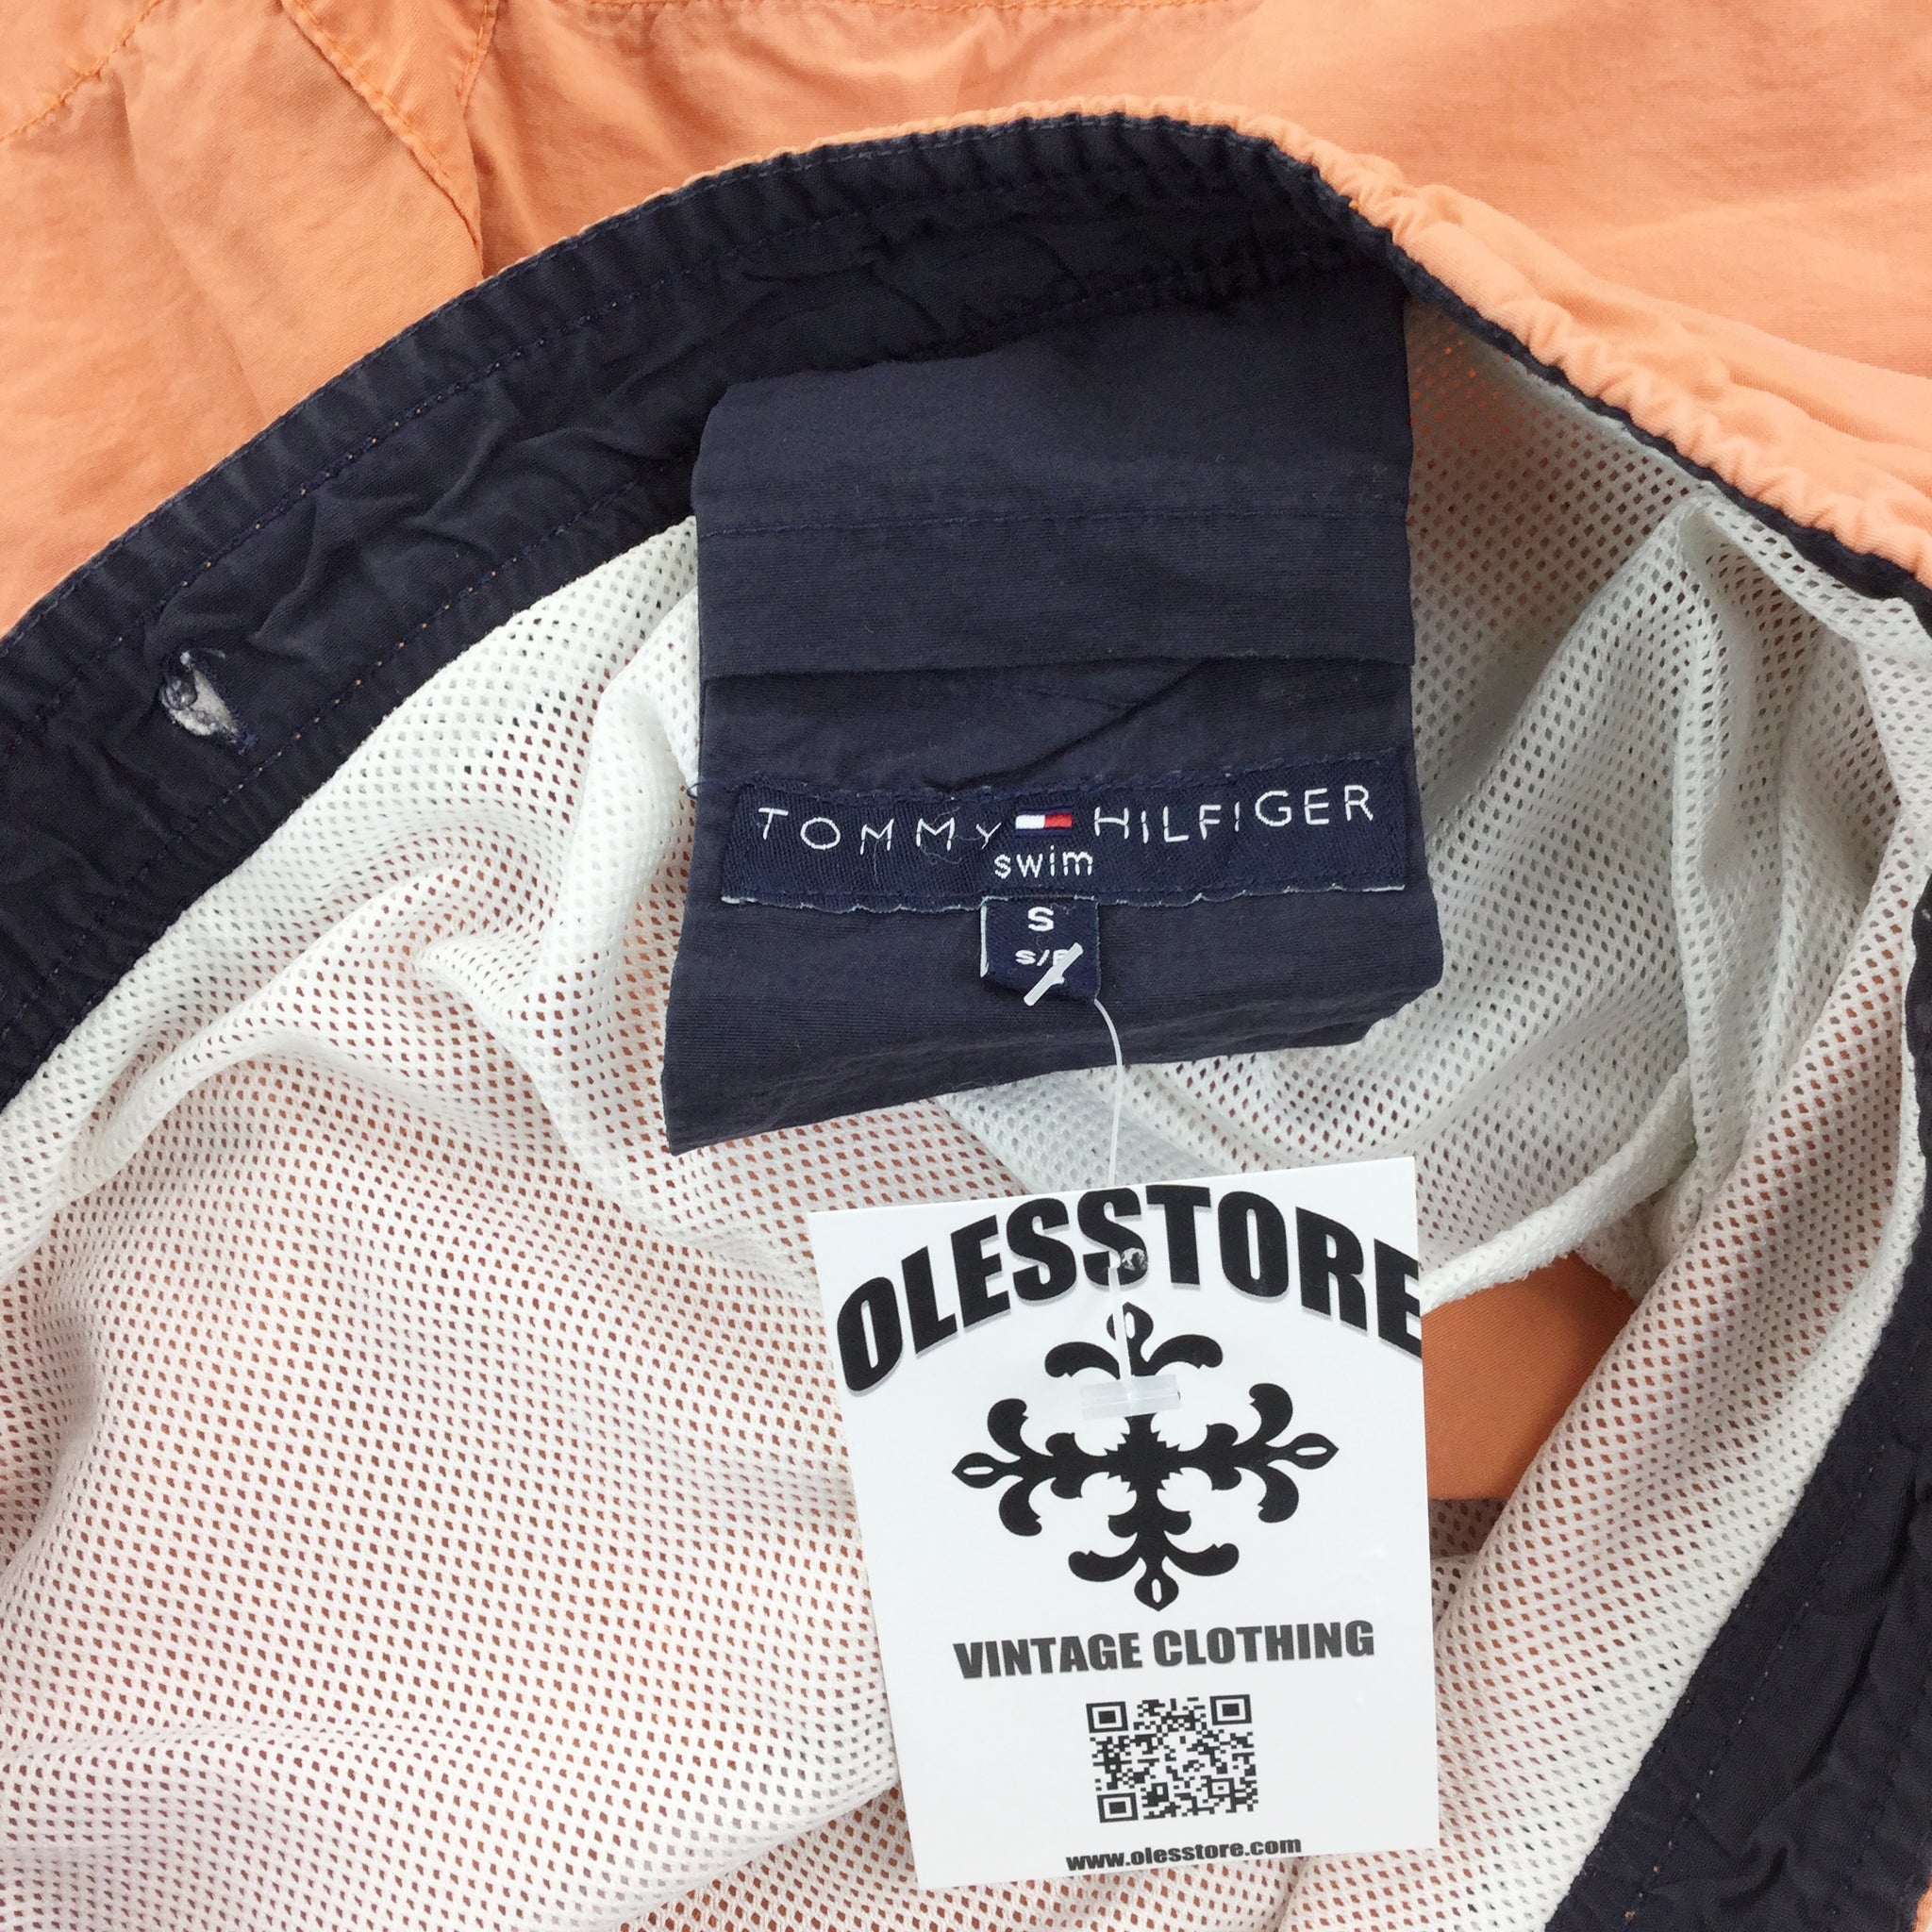 TOMMY HILFIGER
swim
S
OLESSTORE
VINTAGE CLOTHING
www.olesstore.com